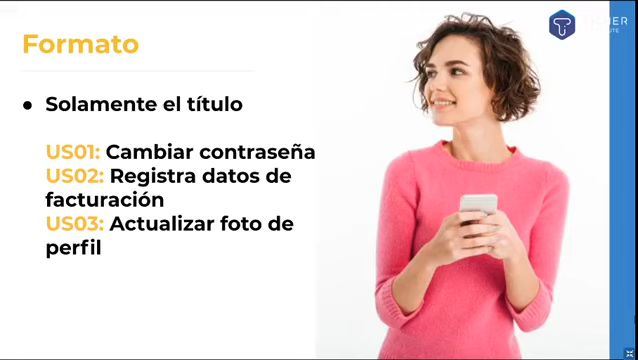 Formato
● Solamente el título
US01: Cambiar contraseña
US02: Registra datos de
facturación
US03: Actualizar foto de
perfil